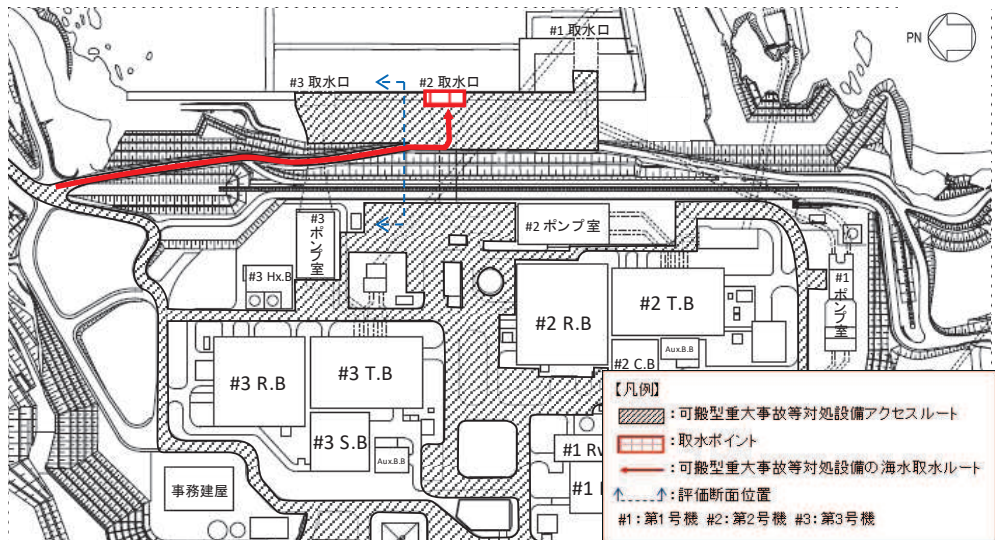 #1 取水口
PN
#3 取水口
#2 取水口
#3 ポンプ室
#2 ポンプ室
#3 Hx.B
#1 ポンプ室
#2 R.B
#2 T.B
#3 R.B
#3 T.B
#2 C.B
Aux.B.B
#3 S.B
Aux.B.B
#1 Rw
#1
事務建屋
【凡例】
:可搬型重大事故等対処設備アクセスルート
:取水ポイント
:可搬型重大事故等対処設備の海水取水ルート
:評価断面位置
#1:第1号機 #2:第2号機 #3:第3号機